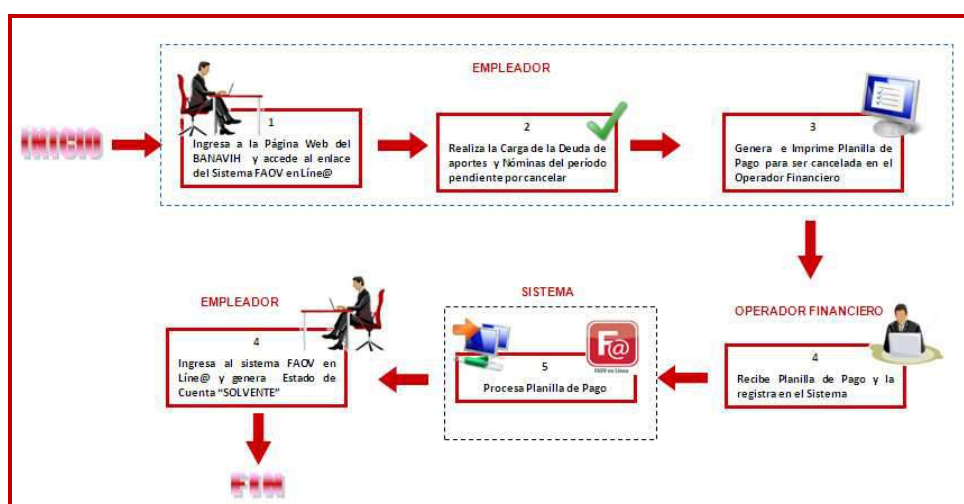 EMPLEADOR
INICIO
1
Ingresa a la Página Web del
BANAVIH y accede al enlace
del Sistema FAOV en Líne@
2
Realiza la Carga de la Deuda de
aportes y Nóminas del período
pendiente por cancelar
3
Genera e Imprime Planilla de
Pago para ser cancelada en el
Operador Financiero
OPERADOR FINANCIERO
4
Recibe Planilla de Pago y la
registra en el Sistema
SISTEMA
F@
FAOV en Línea
5
Procesa Planilla de Pago
EMPLEADOR
4
Ingresa al sistema FAOV en
Líne@ y genera Estado de
Cuenta “SOLVENTE”
FIN